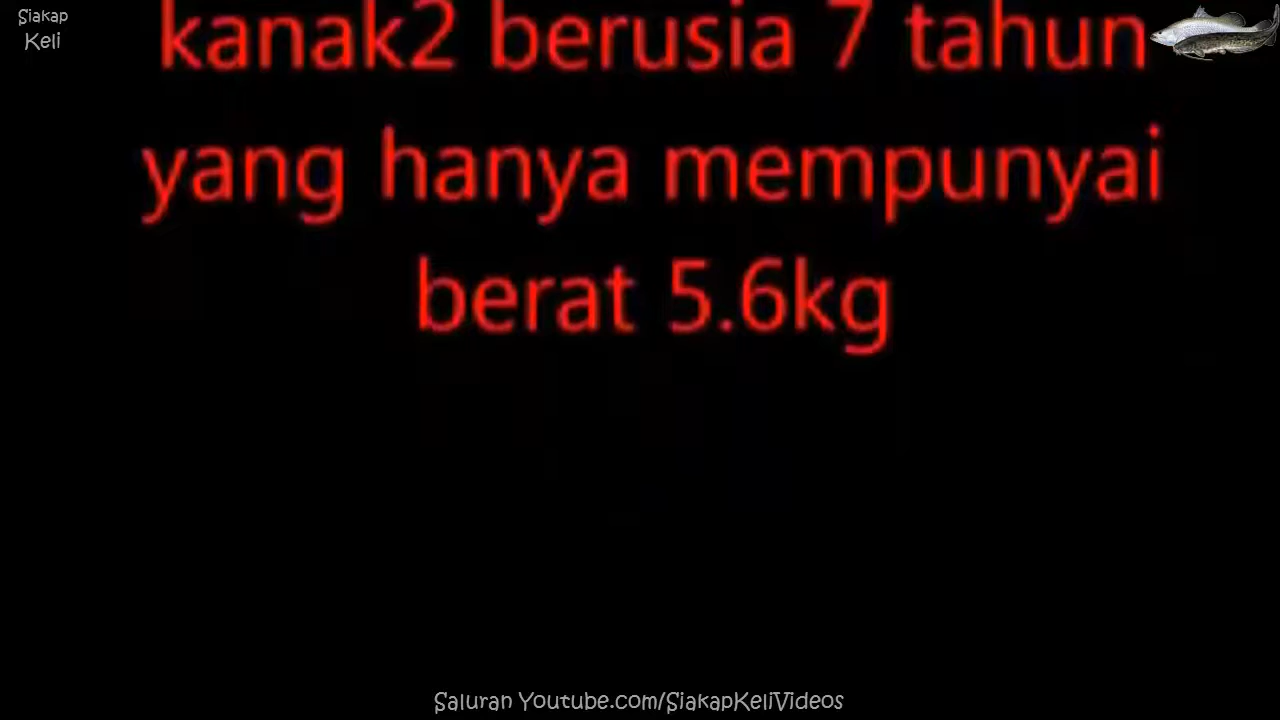 Siakap
Keli
kanak2 berusia 7 tahun
yang hanya mempunyai
berat 5.6kg
Saluran Youtube.com/SiakapKeliVideos